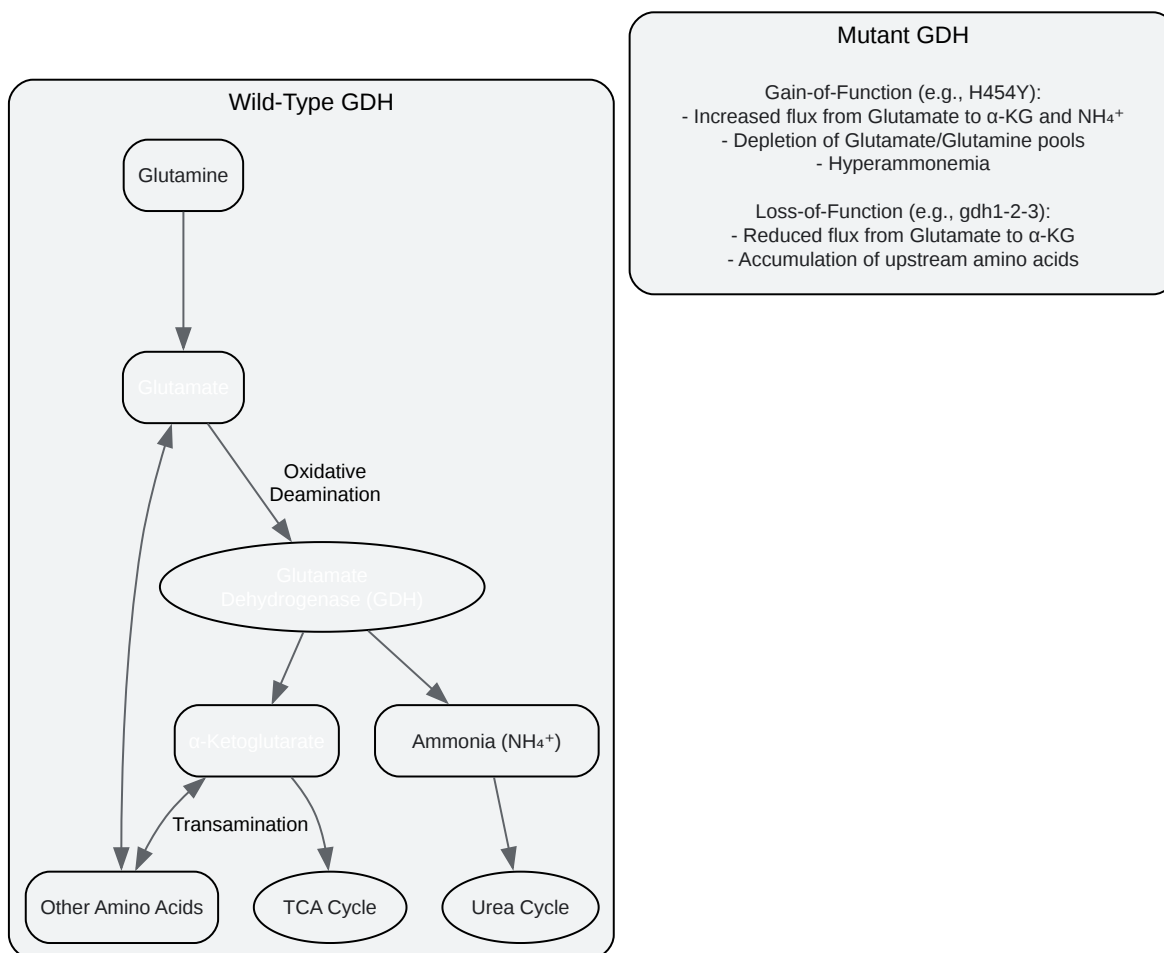 Wild-Type GDH
Glutamine
Glutamate
Oxidative
Deamination
Glutamate
Dehydrogenase (GDH)
α-Ketoglutarate
Ammonia (NH₄⁺)
Transamination
Other Amino Acids
TCA Cycle
Urea Cycle
Mutant GDH
Gain-of-Function (e.g., H454Y):
- Increased flux from Glutamate to α-KG and NH₄⁺
- Depletion of Glutamate/Glutamine pools
- Hyperammonemia
Loss-of-Function (e.g., gdh1-2-3):
- Reduced flux from Glutamate to α-KG
- Accumulation of upstream amino acids